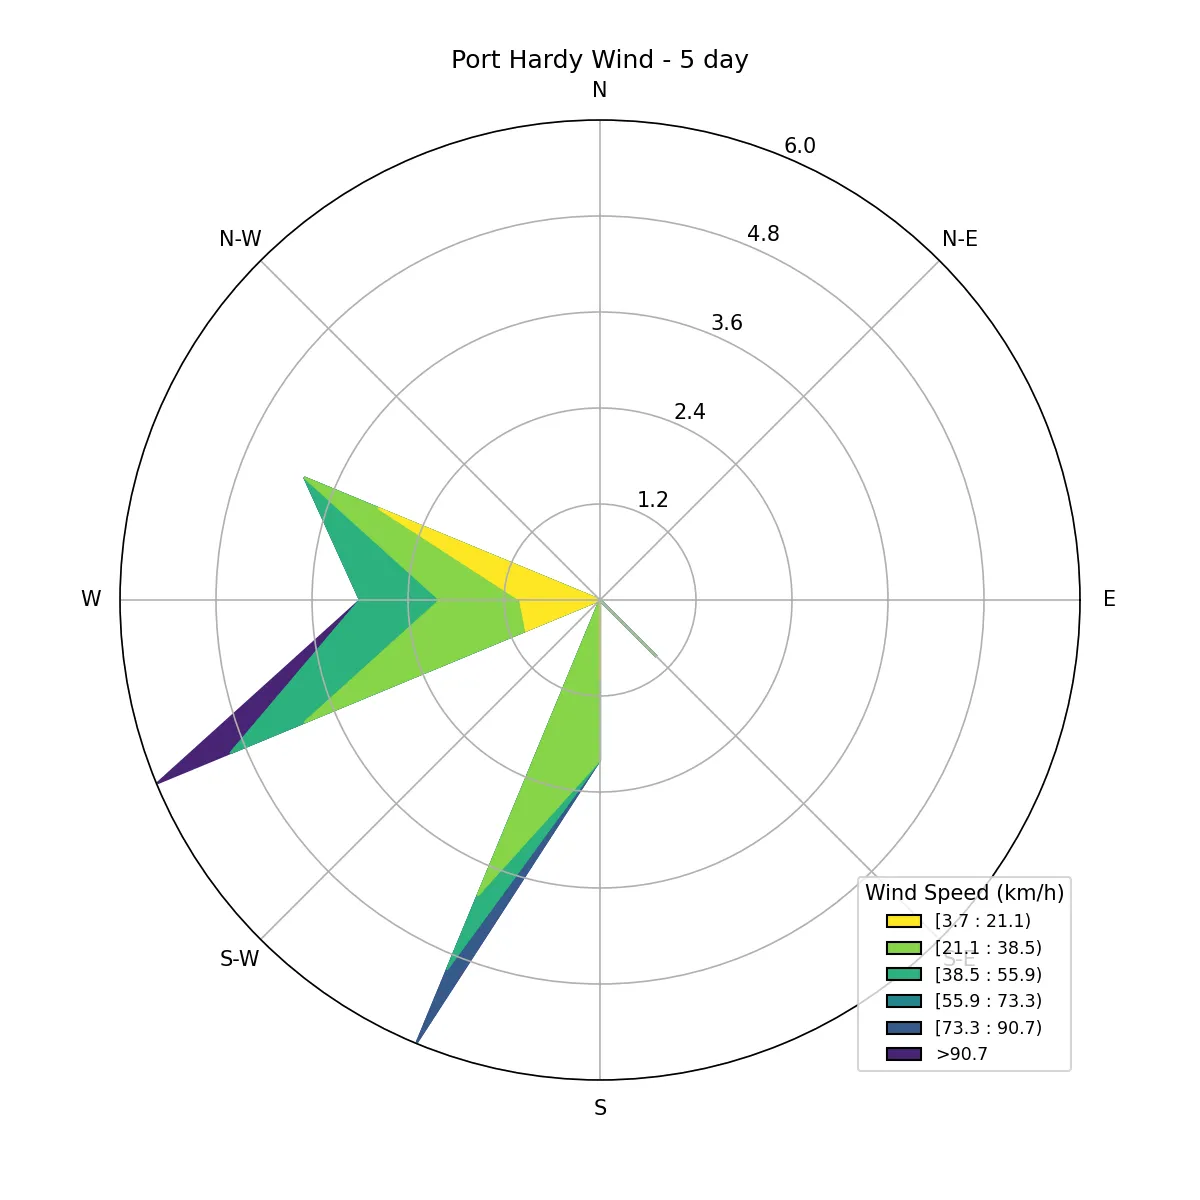 Port Hardy Wind - 5 day
N
6.0
N-W
N-E
4.8
3.6
2.4
1.2
W
E
Wind Speed (km/h)
[3.7 : 21.1)
[21.1 : 38.5)
S-W
S-E
[38.5 : 55.9)
[55.9 : 73.3)
[73.3 : 90.7)
>90.7
S